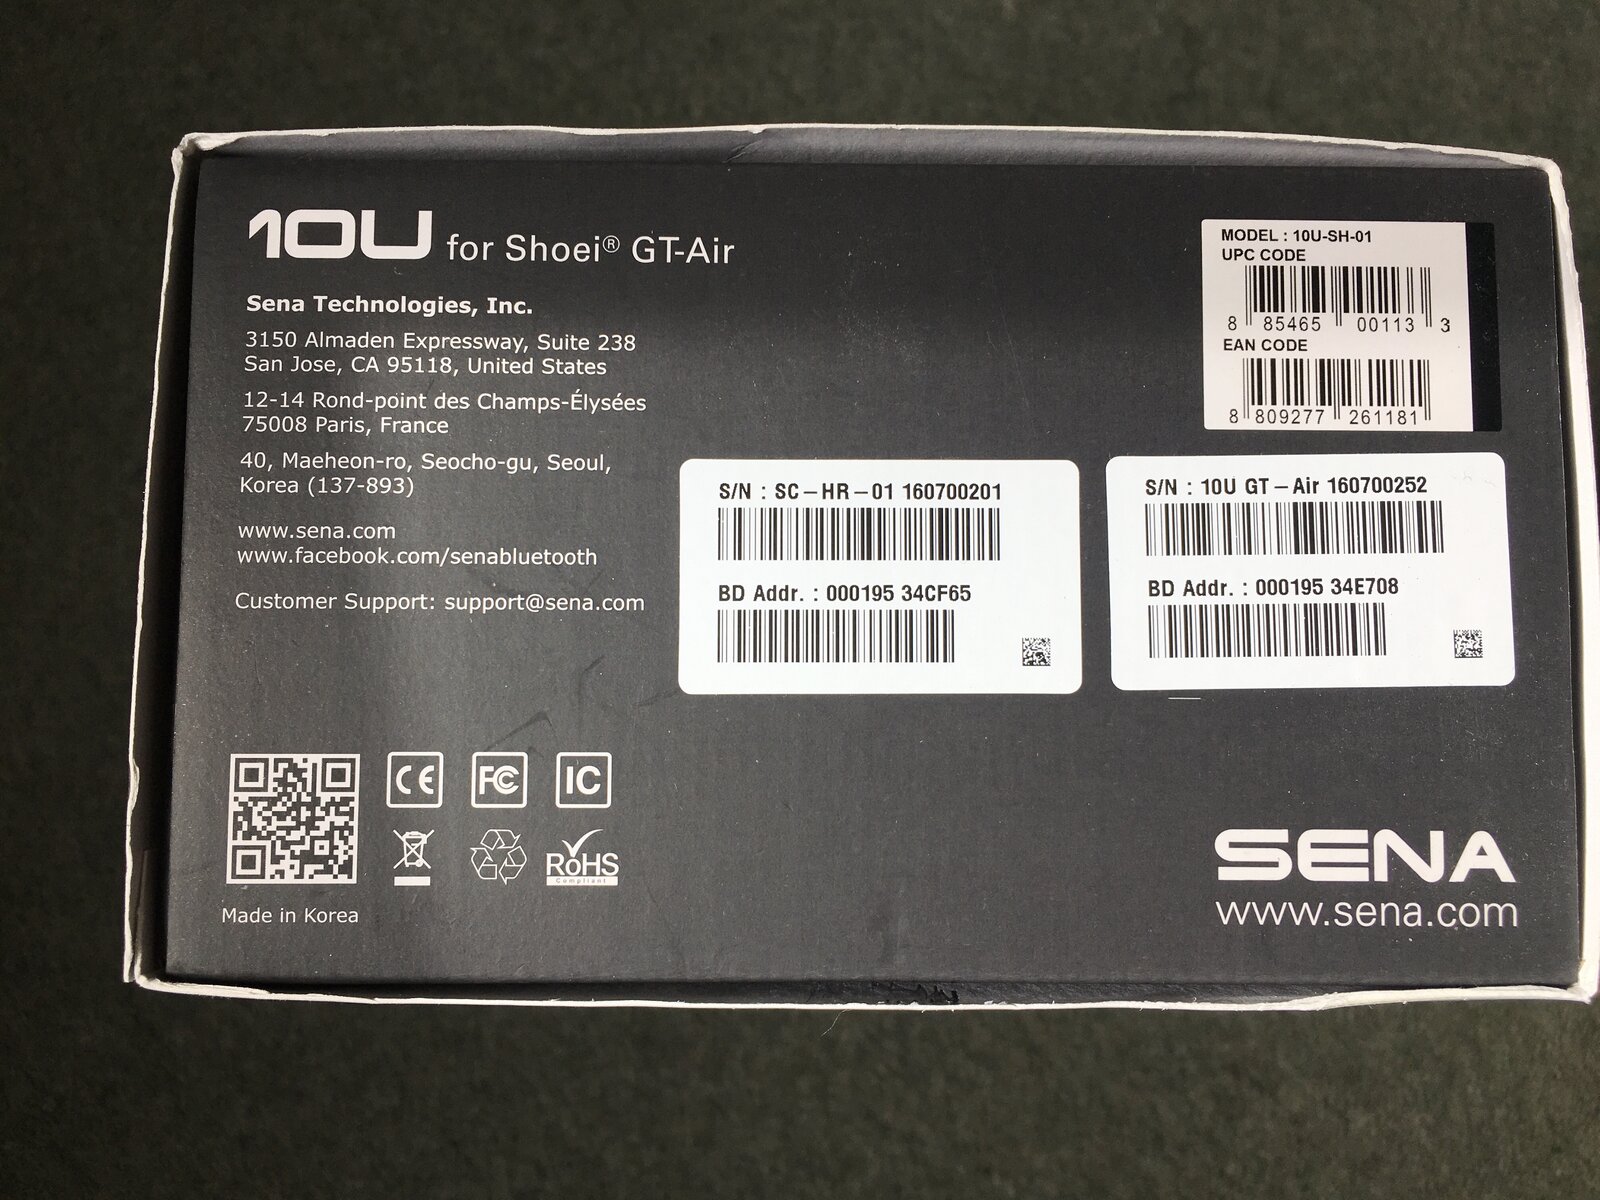 10U for Shoei® GT-Air
Sena Technologies, Inc.
3150 Almaden Expressway, Suite 238
San Jose, CA 95118, United States
12-14 Rond-point des Champs-Élysées
75008 Paris, France
40, Maeheon-ro, Seocho-gu, Seoul,
Korea (137-893)
www.sena.com
www.facebook.com/senabluetooth
Customer Support: support@sena.com
MODEL : 10U-SH-01
UPC CODE
8 85465 00113 3
EAN CODE
8 809277 261181
S/N : SC-HR-01 160700201
BD Addr. : 000195 34CF65
S/N : 10U GT-Air 160700252
BD Addr. : 000195 34E708
CE FC IC
RoHS
Compliant
Made in Korea
SENA
www.sena.com